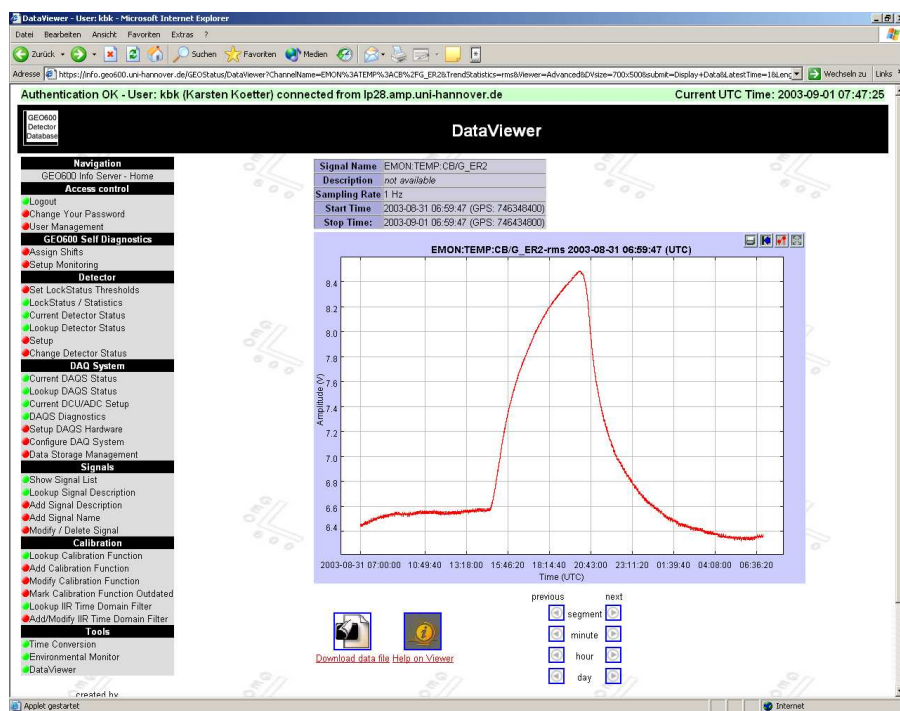 DataViewer - User: kbk - Microsoft Internet Explorer
Datei Bearbeiten Ansicht Favoriten Extras ?
Zurück Suchen Favoriten Medien
Adresse https://info.geo600.uni-hannover.de/GEOStatus/DataViewer?ChannelName=EMON%3ATEMP%3ACB%2FG_ER2&TrendStatistics=rms&Viewer=Advanced&DVsize=700x500&submit=Display+Data&LatestTime=1&Leng Wechseln zu Links
Authentication OK - User: kbk (Karsten Koetter) connected from lp28.amp.uni-hannover.de Current UTC Time: 2003-09-01 07:47:25
GEO600
Detector
Database
DataViewer
Navigation
GEO600 Info Server - Home
Access control
Logout
Change Your Password
User Management
GEO600 Self Diagnostics
Assign Shifts
Setup Monitoring
Detector
Set LockStatus Thresholds
LockStatus / Statistics
Current Detector Status
Lookup Detector Status
Setup
Change Detector Status
DAQ System
Current DAQS Status
Lookup DAQS Status
Current DCU/ADC Setup
DAQS Diagnostics
Setup DAQS Hardware
Configure DAQ System
Data Storage Management
Signals
Show Signal List
Lookup Signal Description
Add Signal Description
Add Signal Name
Modify / Delete Signal
Calibration
Lookup Calibration Function
Add Calibration Function
Modify Calibration Function
Mark Calibration Function Outdated
Lookup IIR Time Domain Filter
Add/Modify IIR Time Domain Filter
Tools
Time Conversion
Environmental Monitor
DataViewer
created by
Signal Name EMON:TEMP:CB/G_ER2
Description not available
Sampling Rate 1 Hz
Start Time 2003-08-31 06:59:47 (GPS: 746348400)
Stop Time: 2003-09-01 06:59:47 (GPS: 746434800)
EMON:TEMP:CB/G_ER2-rms 2003-08-31 06:59:47 (UTC)
8.4
8.2
8.0
7.8
7.6
7.4
7.2
7.0
6.8
6.6
6.4
Amplitude (V)
2003-08-31 07:00:00 10:49:40 13:18:00 15:46:20 18:14:40 20:43:00 23:11:20 01:39:40 04:08:00 06:36:20
Time (UTC)
previous next
segment
minute
hour
day
Download data file Help on Viewer
Applet gestartet Internet